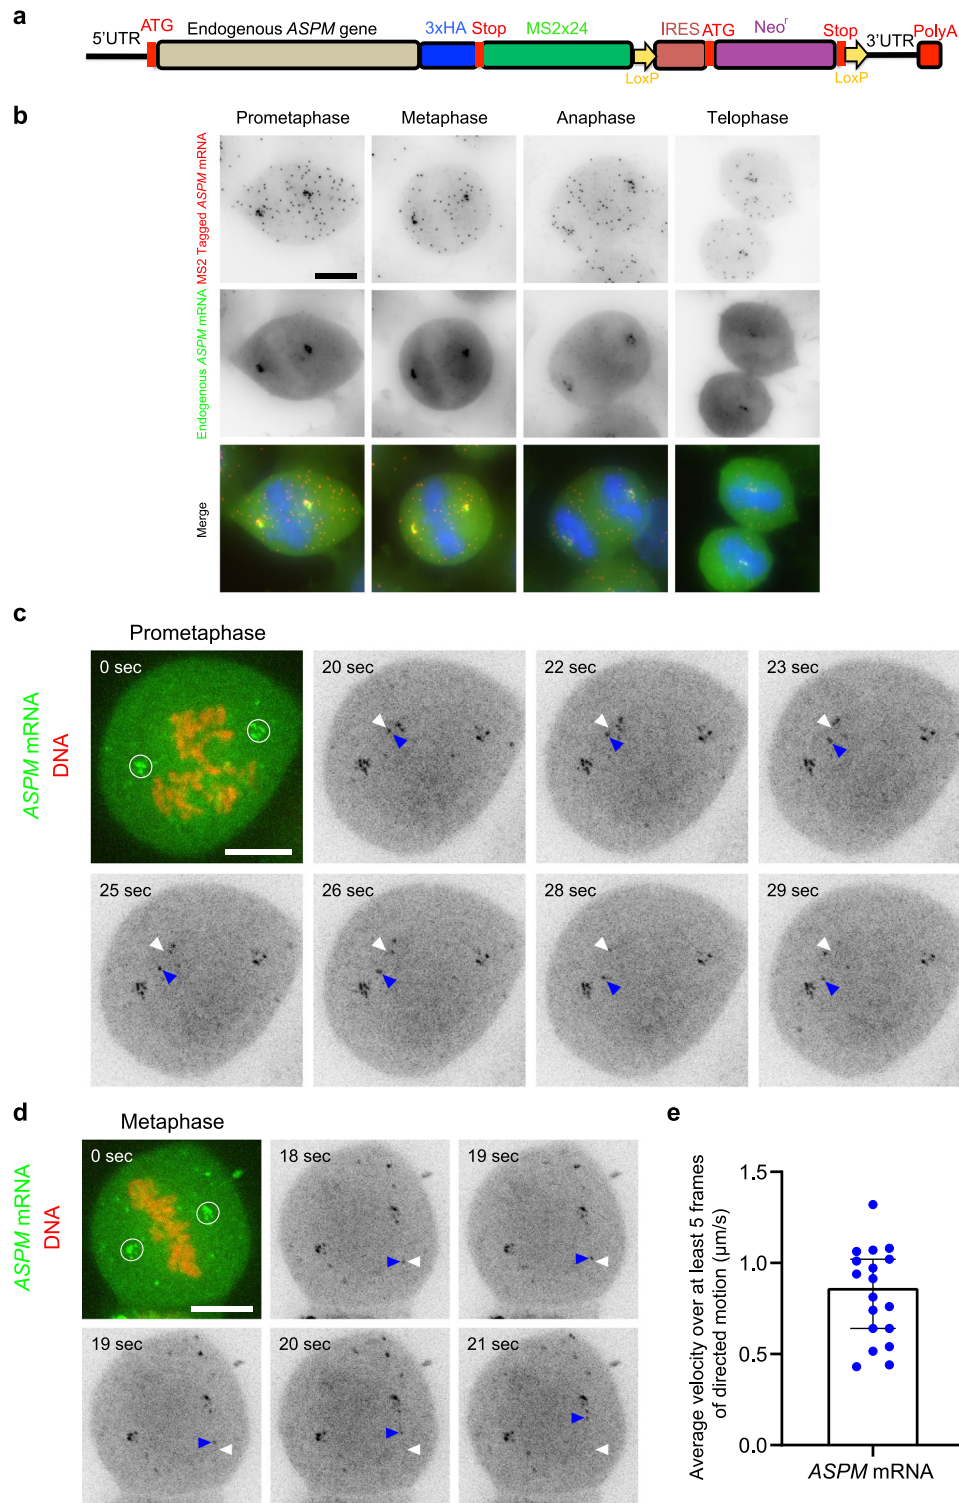 a
5'UTR
ATG
Endogenous ASPM gene
3xHA
Stop
MS2x24
LoxP
IRES
ATG
Neoʳ
Stop
LoxP
3'UTR
PolyA
b
Prometaphase
Metaphase
Anaphase
Telophase
MS2 Tagged ASPM mRNA
Endogenous ASPM mRNA
Merge
c
Prometaphase
ASPM mRNA
DNA
0 sec
20 sec
22 sec
23 sec
25 sec
26 sec
28 sec
29 sec
d
Metaphase
ASPM mRNA
DNA
0 sec
18 sec
19 sec
19 sec
20 sec
21 sec
e
Average velocity over at least 5 frames
of directed motion (μm/s)
1.5
1.0
0.5
0.0
ASPM mRNA